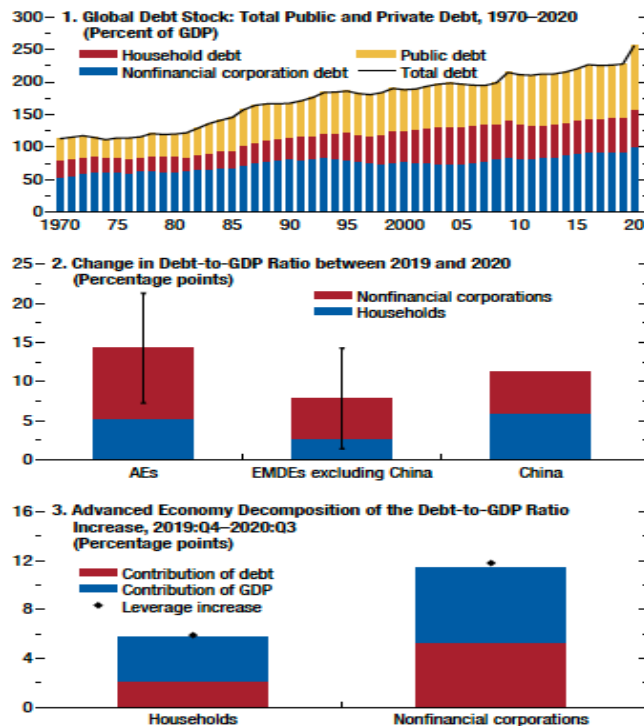 1. Global Debt Stock: Total Public and Private Debt, 1970–2020
(Percent of GDP)
Household debt
Public debt
Nonfinancial corporation debt
Total debt
300
250
200
150
100
50
0
1970 75 80 85 90 95 2000 05 10 15 20
2. Change in Debt-to-GDP Ratio between 2019 and 2020
(Percentage points)
Nonfinancial corporations
Households
25
20
15
10
5
0
AEs EMDEs excluding China China
3. Advanced Economy Decomposition of the Debt-to-GDP Ratio
Increase, 2019:Q4–2020:Q3
(Percentage points)
Contribution of debt
Contribution of GDP
Leverage increase
16
12
8
4
0
Households Nonfinancial corporations